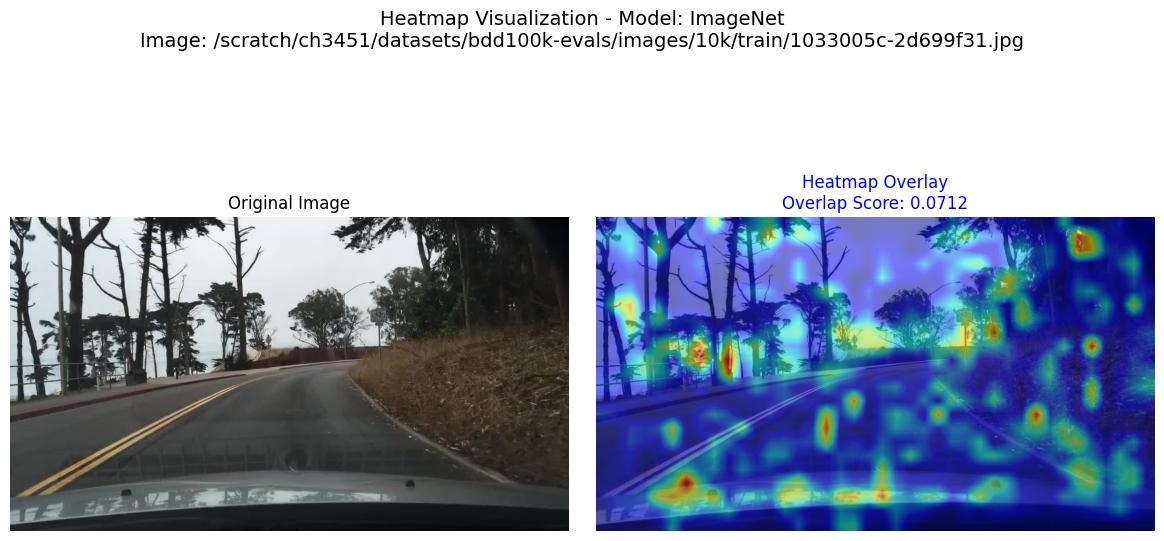 Heatmap Visualization - Model: ImageNet
Image: /scratch/ch3451/datasets/bdd100k-evals/images/10k/train/1033005c-2d699f31.jpg
Original Image
Heatmap Overlay
Overlap Score: 0.0712